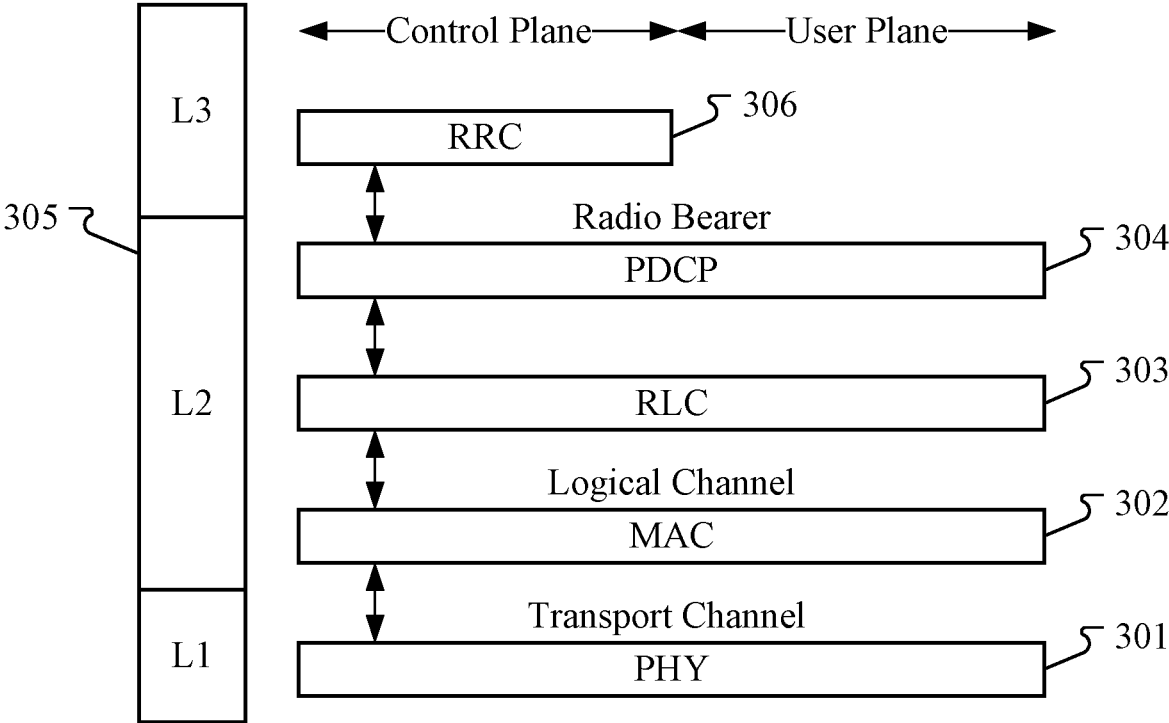 L3
Control Plane
User Plane
306
RRC
305
Radio Bearer
304
PDCP
L2
303
RLC
Logical Channel
302
MAC
Transport Channel
301
L1
PHY